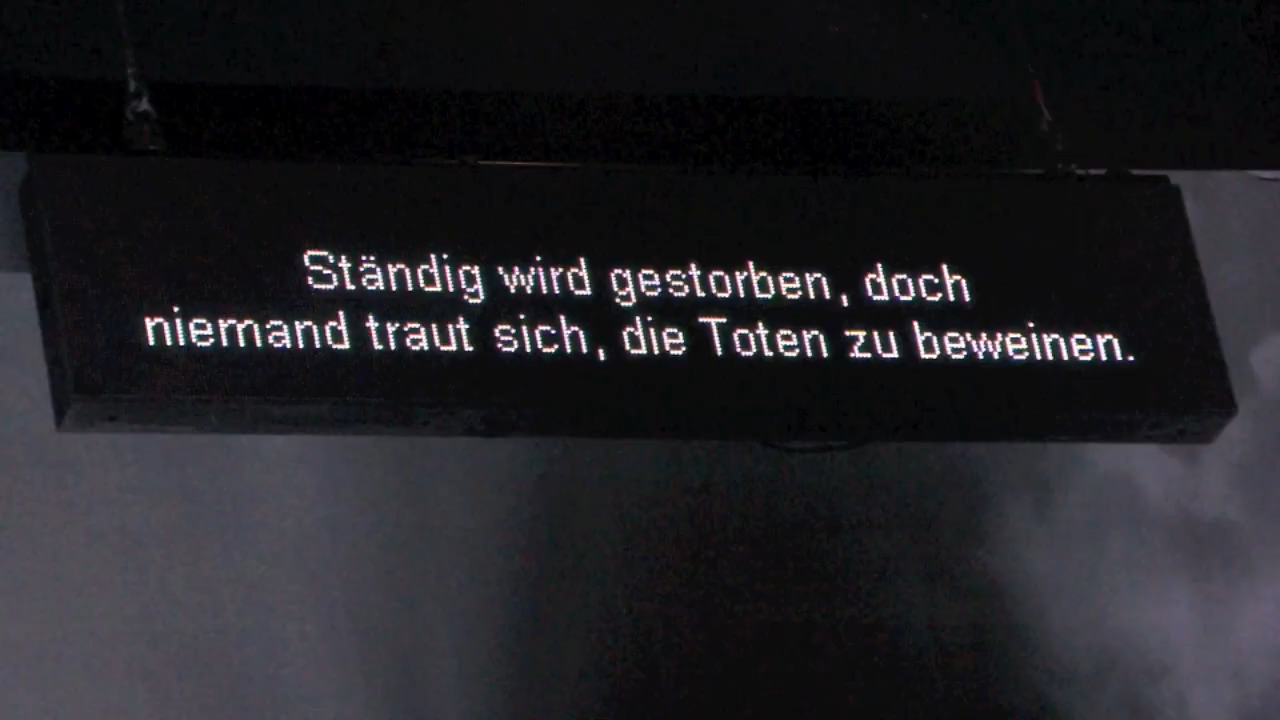 Ständig wird gestorben, doch
niemand traut sich, die Toten zu beweinen.